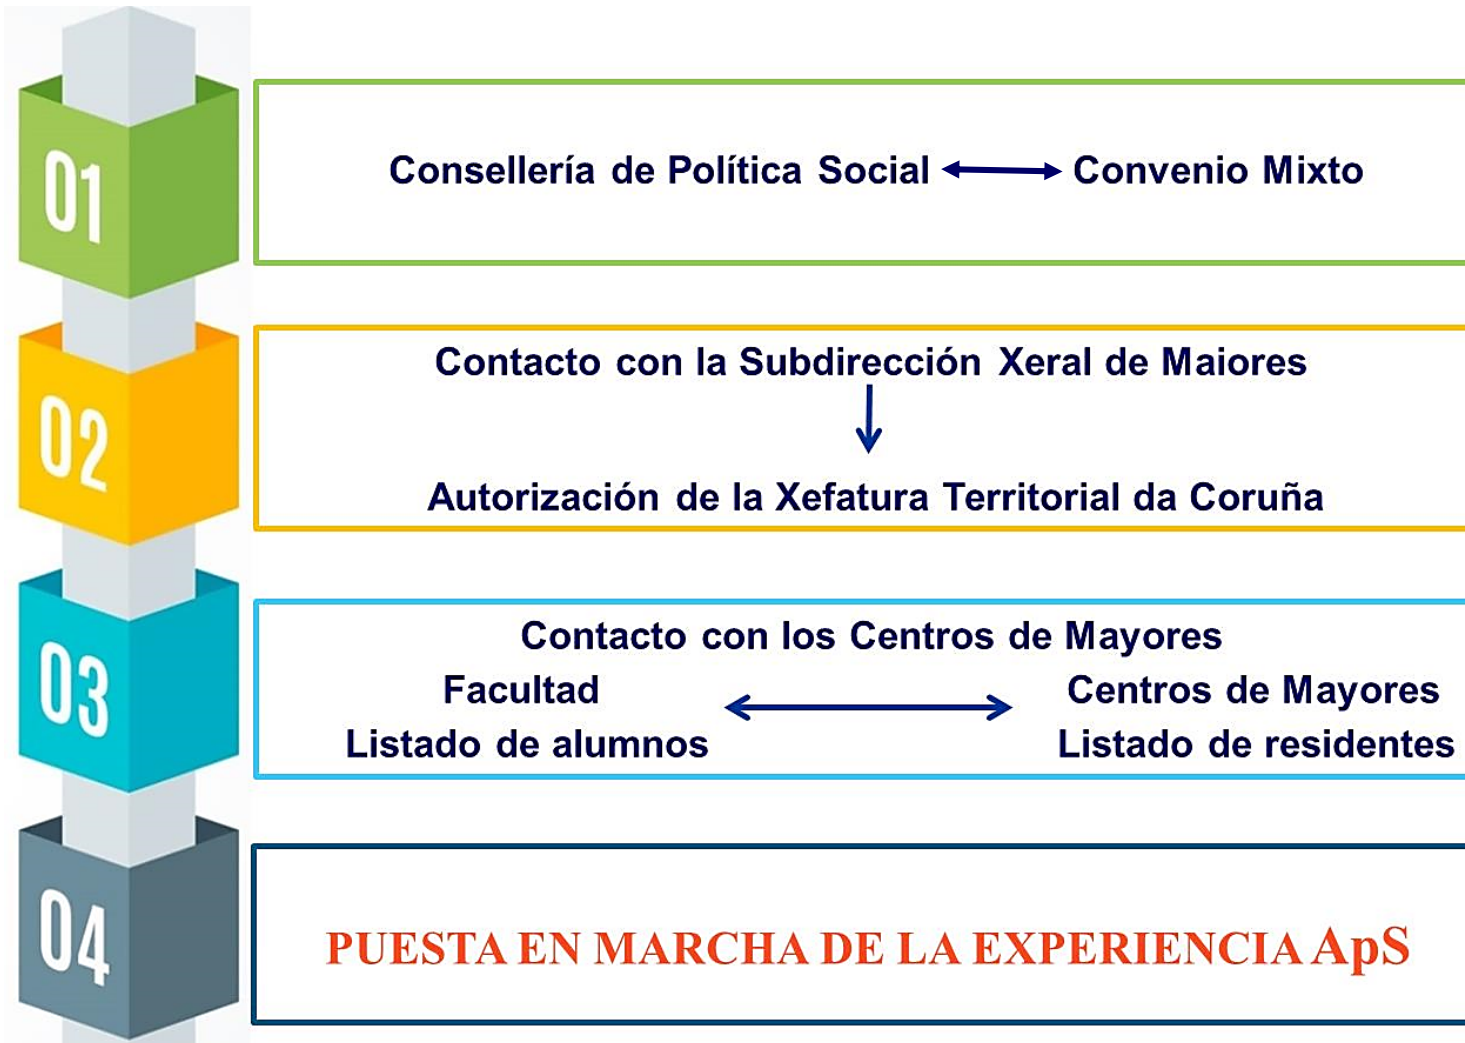 01
Consellería de Política Social Convenio Mixto
02
Contacto con la Subdirección Xeral de Maiores
Autorización de la Xefatura Territorial da Coruña
03
Contacto con los Centros de Mayores
Facultad Centros de Mayores
Listado de alumnos Listado de residentes
04
PUESTA EN MARCHA DE LA EXPERIENCIA ApS